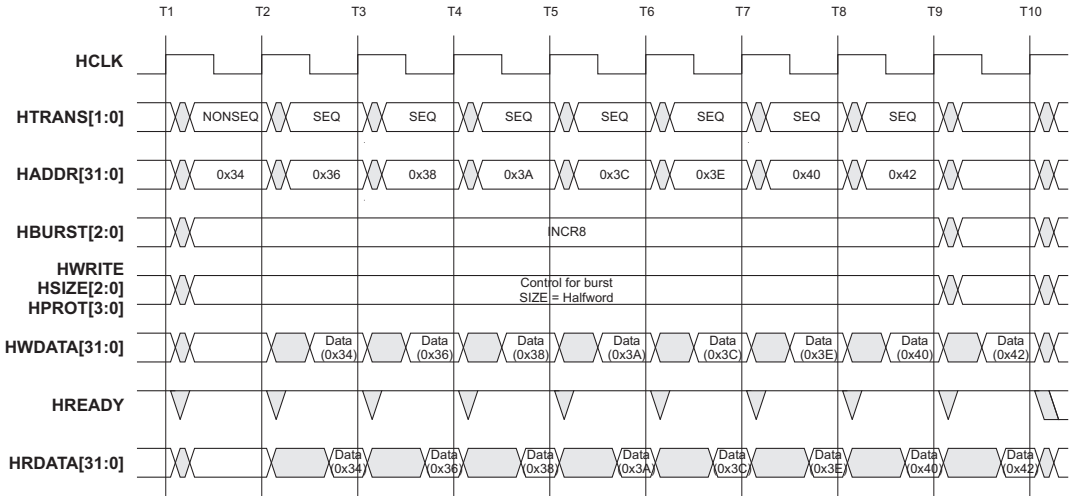 T1 T2 T3 T4 T5 T6 T7 T8 T9 T10
HCLK
HTRANS[1:0] NONSEQ SEQ SEQ SEQ SEQ SEQ SEQ SEQ
HADDR[31:0] 0x34 0x36 0x38 0x3A 0x3C 0x3E 0x40 0x42
HBURST[2:0] INCR8
HWRITE
HSIZE[2:0] Control for burst
HPROT[3:0] SIZE = Halfword
HWDATA[31:0] Data Data Data Data Data Data Data Data
(0x34) (0x36) (0x38) (0x3A) (0x3C) (0x3E) (0x40) (0x42)
HREADY
HRDATA[31:0] Data Data Data Data Data Data Data Data
(0x34) (0x36) (0x38) (0x3A) (0x3C) (0x3E) (0x40) (0x42)